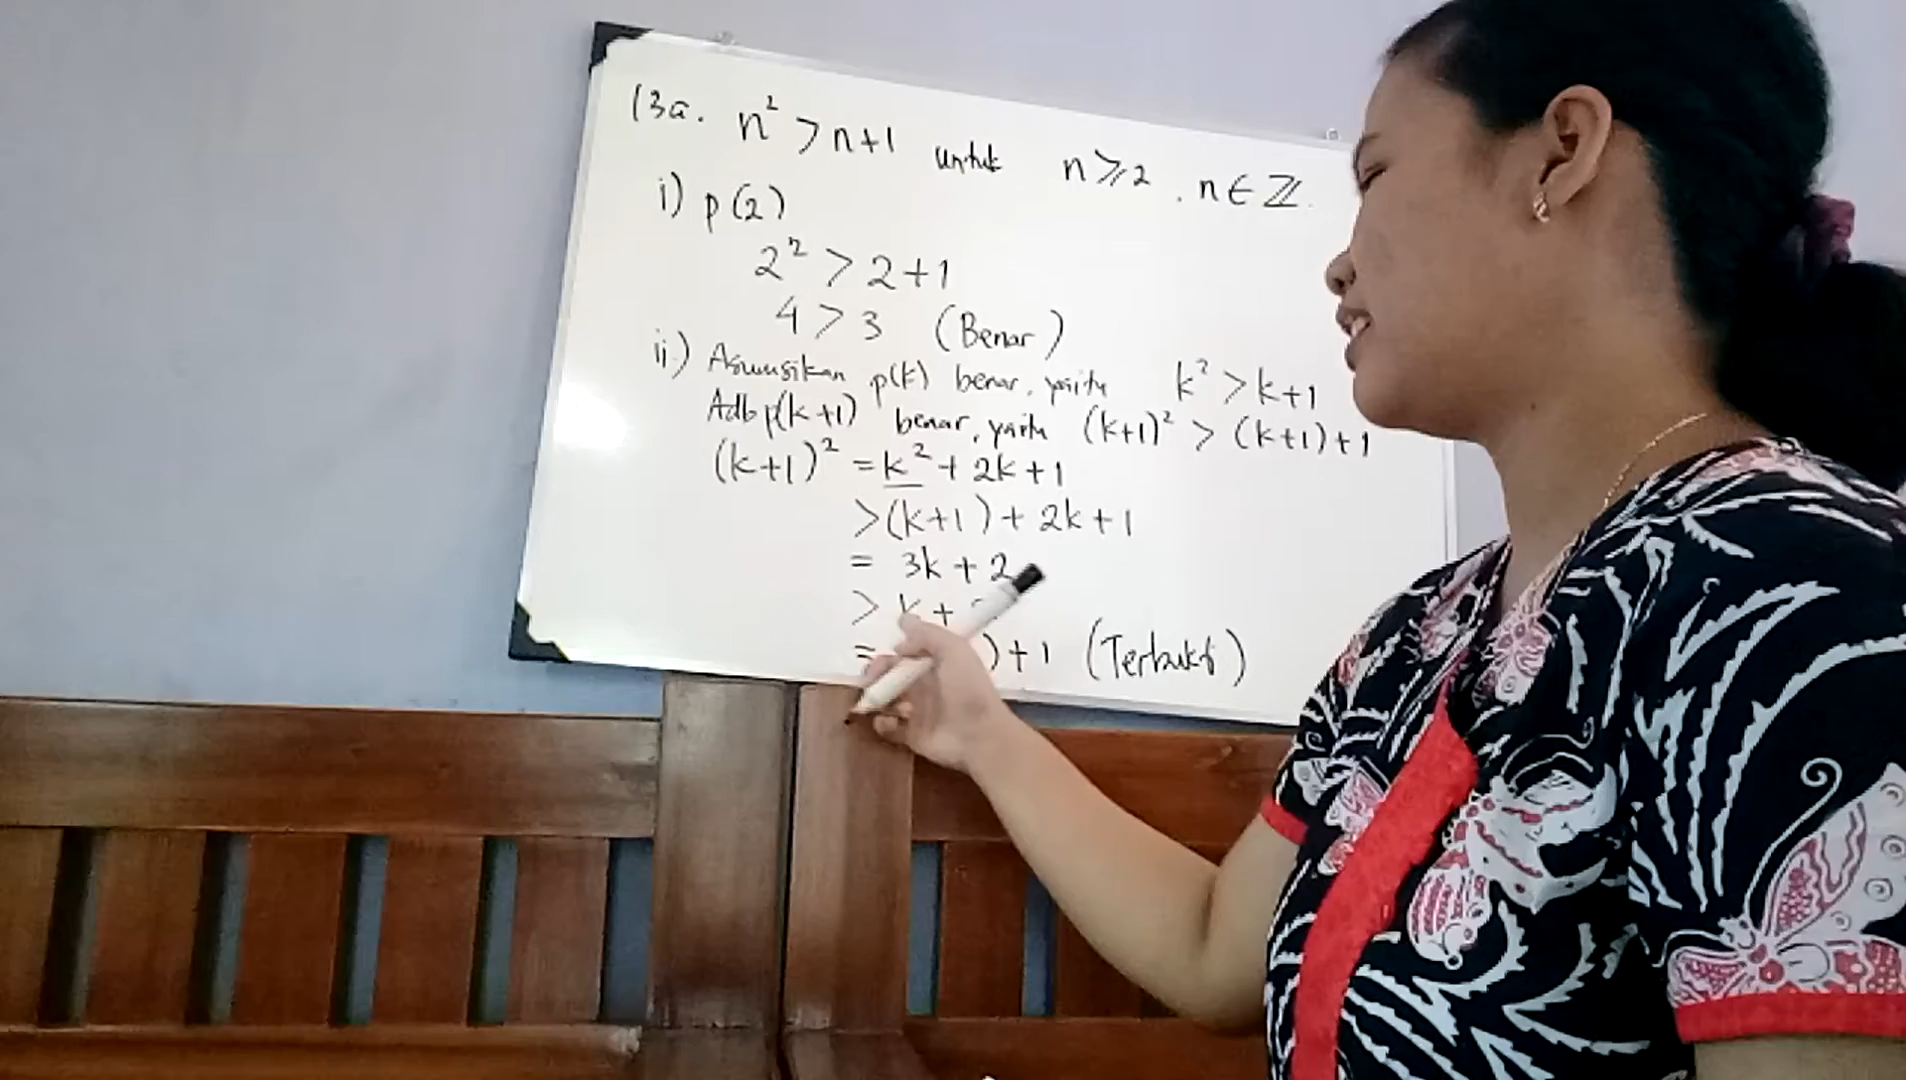 13a. n² > n+1 untuk n ≥ 2 . n ∈ ℤ.
i) p(2)
2² > 2+1
4 > 3 (Benar)
ii.) Asumsikan p(k) benar, yaitu k² > k+1
Adb p(k+1) benar, yaitu (k+1)² > (k+1)+1
(k+1)² = k² + 2k+1
>(k+1)+ 2k+1
= 3k + 2
> k +
= )+1 (Terbukti)